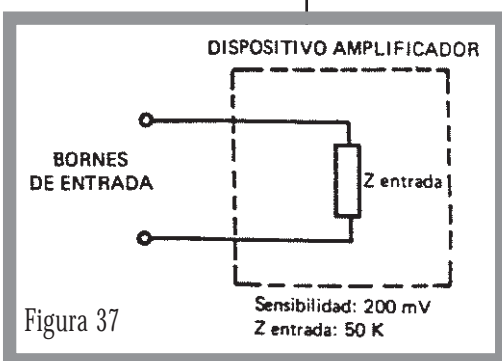 DISPOSITIVO AMPLIFICADOR
BORNES
DE ENTRADA
Z entrada
Sensibilidad: 200 mV
Z entrada: 50 K
Figura 37